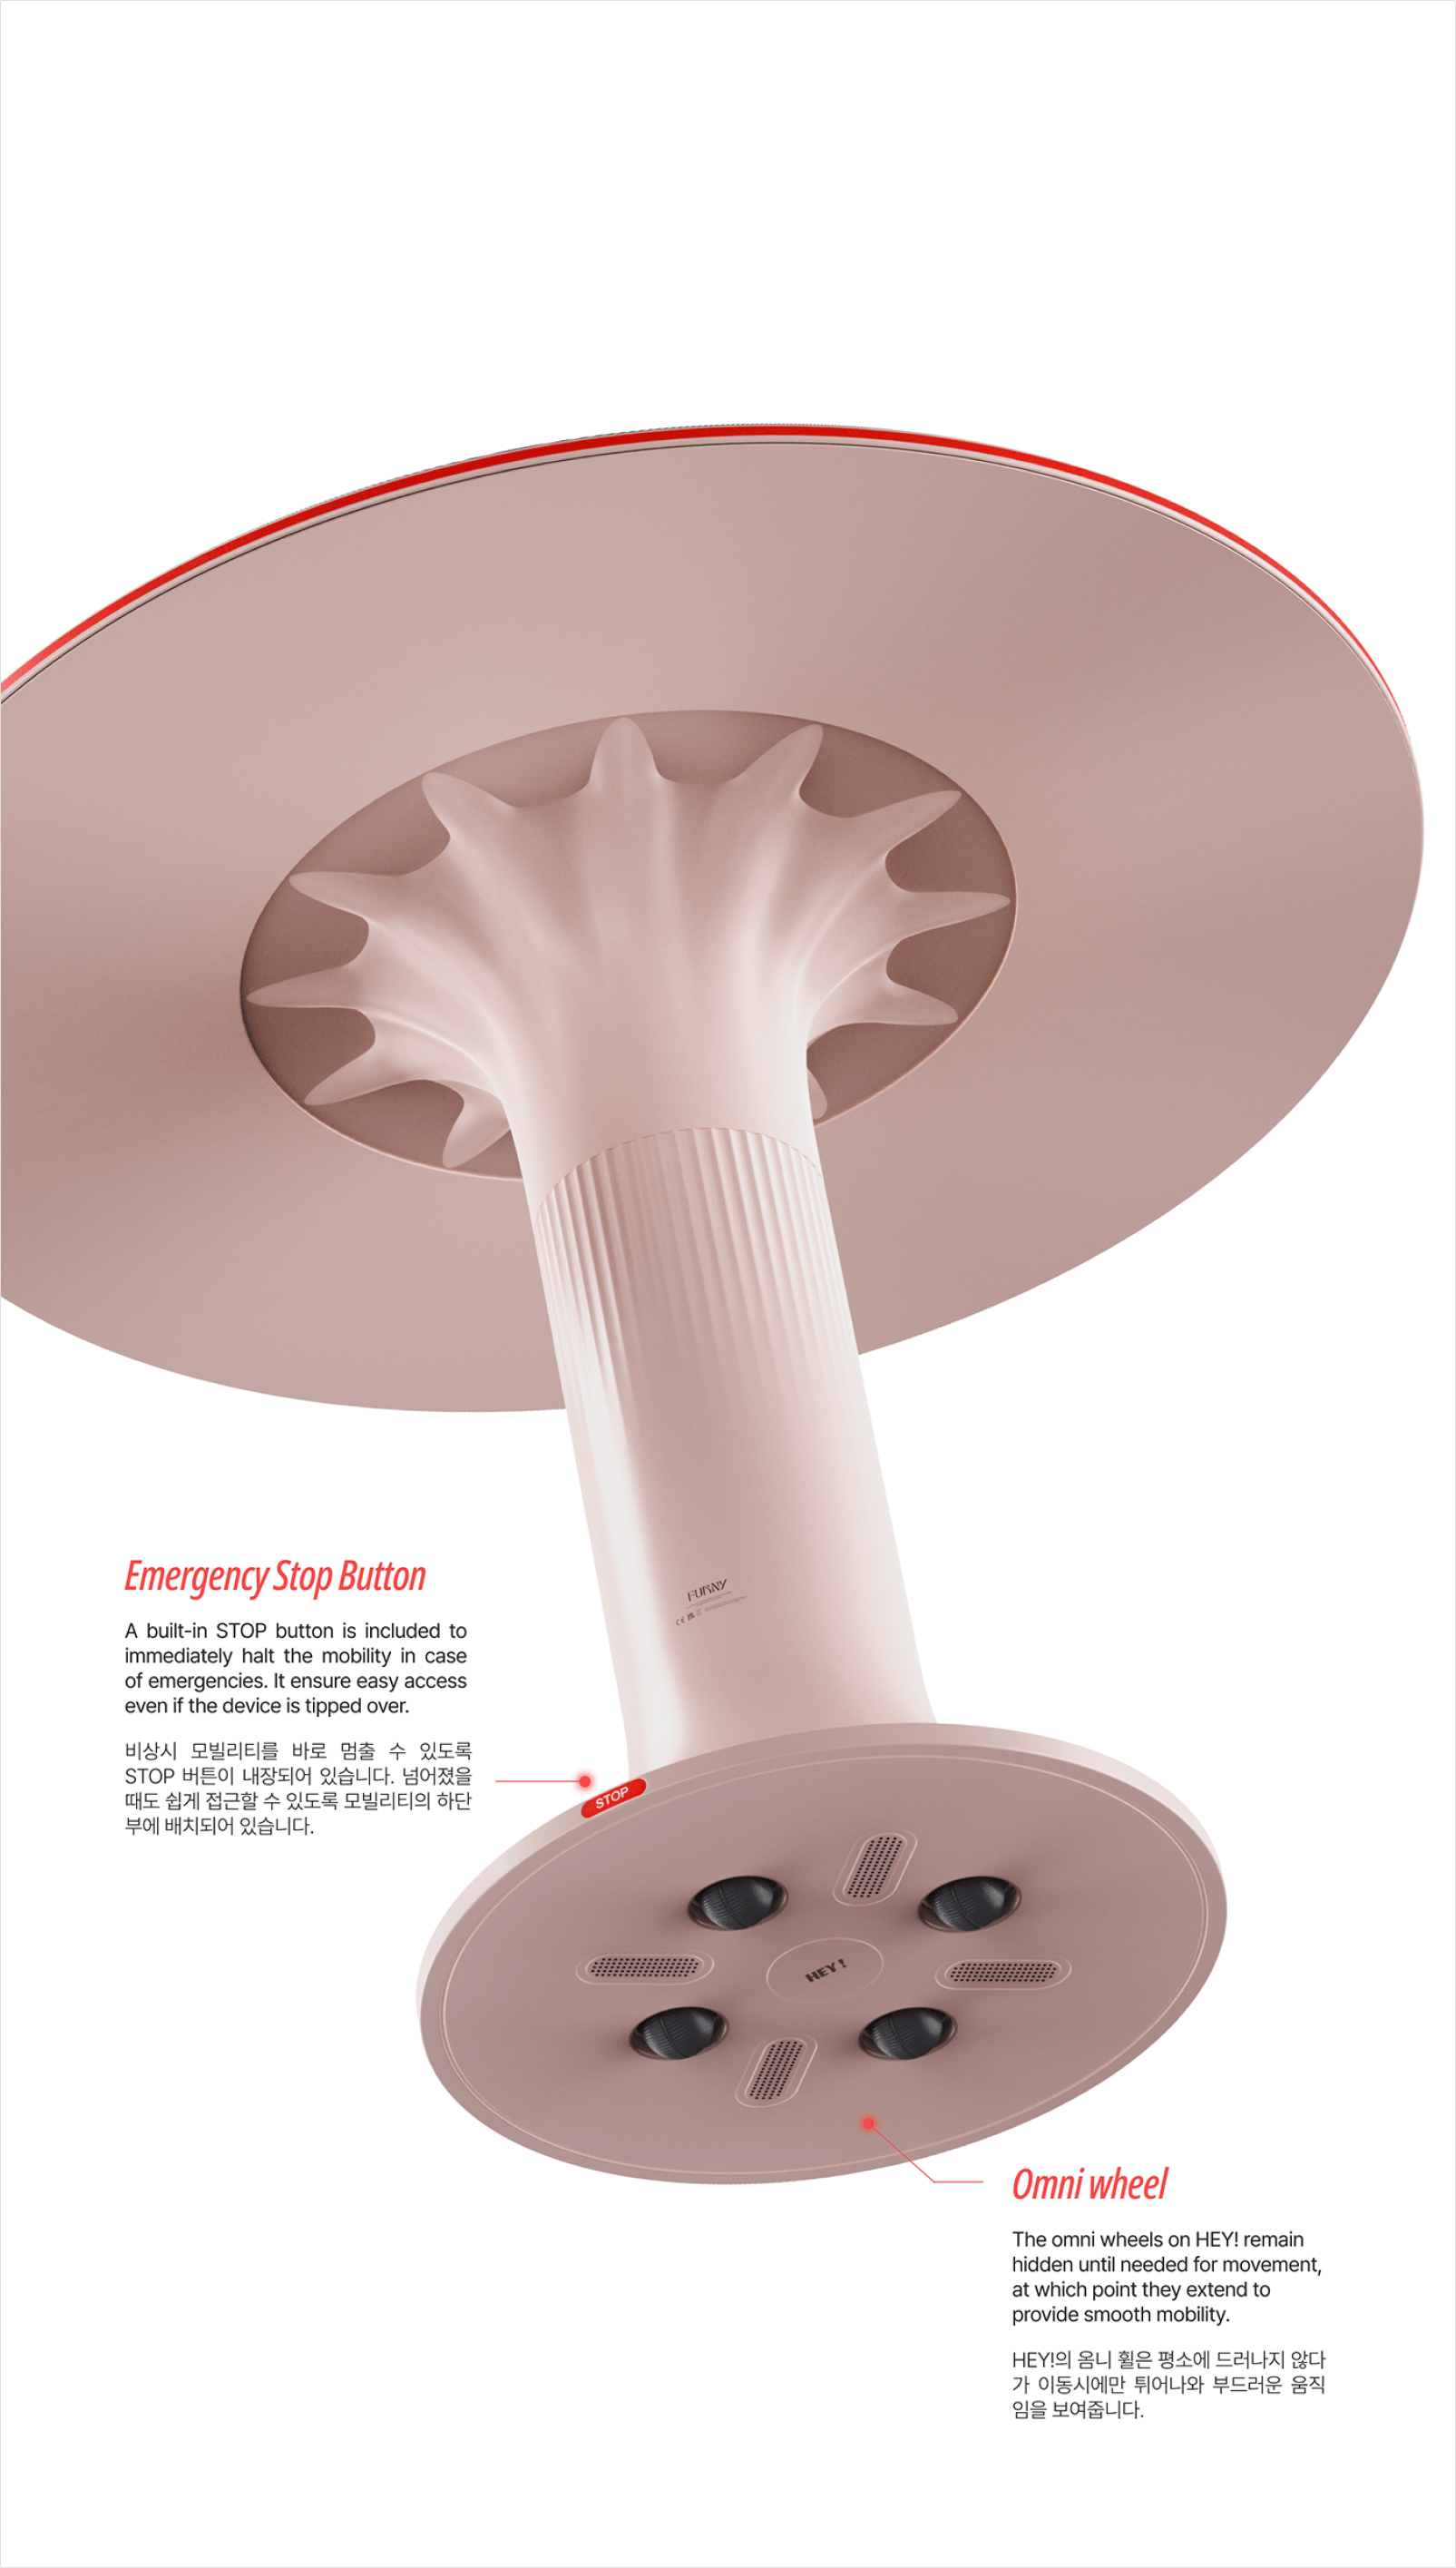 FURNY
Emergency Stop Button
A built-in STOP button is included to
immediately halt the mobility in case
of emergencies. It ensure easy access
even if the device is tipped over.
비상시 모빌리티를 바로 멈출 수 있도록
STOP 버튼이 내장되어 있습니다. 넘어졌을
때도 쉽게 접근할 수 있도록 모빌리티의 하단
부에 배치되어 있습니다.
STOP
HEY!
Omni wheel
The omni wheels on HEY! remain
hidden until needed for movement,
at which point they extend to
provide smooth mobility.
HEY!의 옴니 휠은 평소에 드러나지 않다
가 이동시에만 튀어나와 부드러운 움직
임을 보여줍니다.